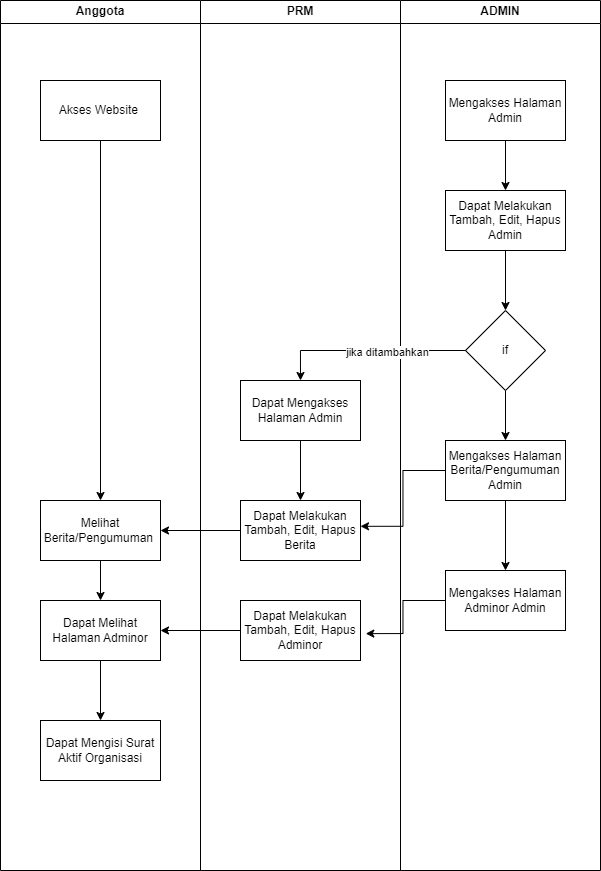 Anggota
PRM
ADMIN
Akses Website
Mengakses Halaman
Admin
Dapat Melakukan
Tambah, Edit, Hapus
Admin
if
jika ditambahkan
Dapat Mengakses
Halaman Admin
Mengakses Halaman
Berita/Pengumuman
Admin
Melihat
Berita/Pengumuman
Dapat Melakukan
Tambah, Edit, Hapus
Berita
Mengakses Halaman
Adminor Admin
Dapat Melihat
Halaman Adminor
Dapat Melakukan
Tambah, Edit, Hapus
Adminor
Dapat Mengisi Surat
Aktif Organisasi